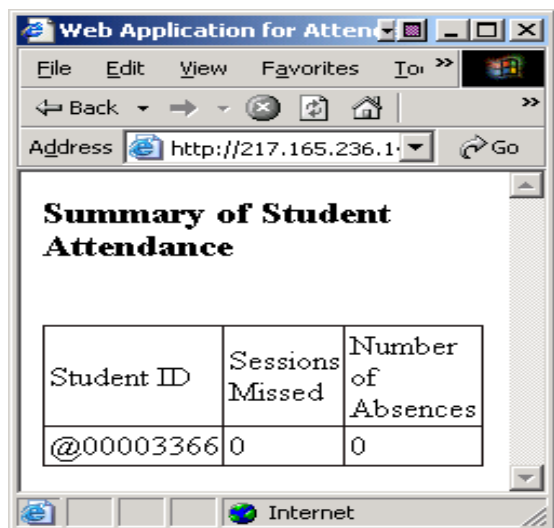 Web Application for Atten
File Edit View Favorites »
Back »
Address http://217.165.236.1 Go
Summary of Student
Attendance
Student ID Sessions Missed Number of Absences
@00003366 0 0
Internet